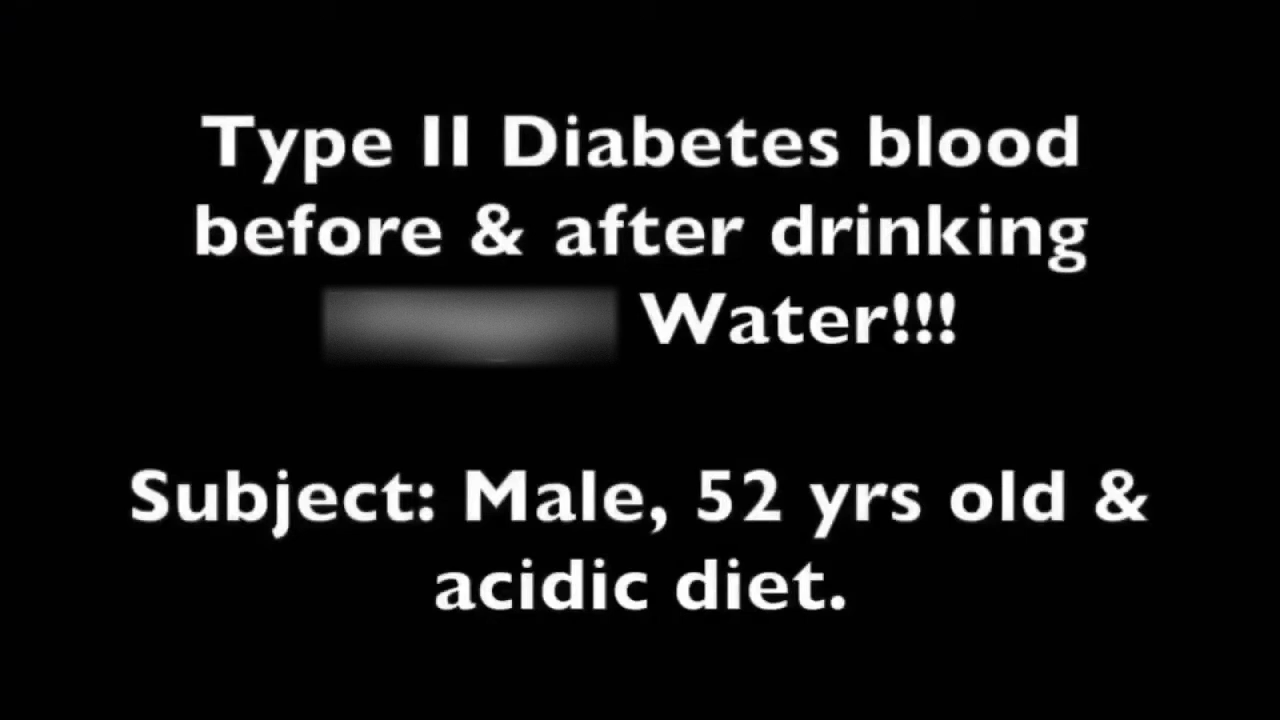 Type II Diabetes blood
before & after drinking
Water!!!
Subject: Male, 52 yrs old &
acidic diet.